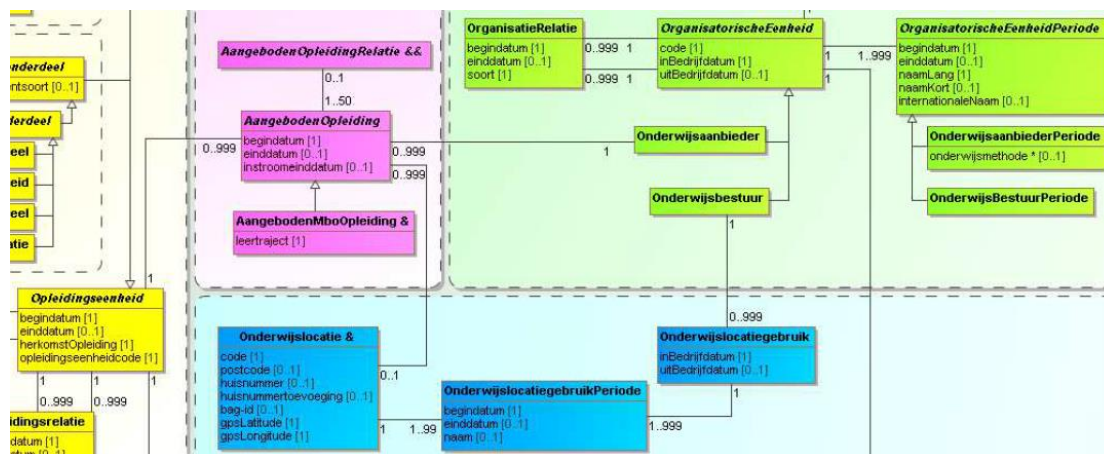 nderdeel
entsoort [0..1]
derdeel
eel
eid
eel
atie
Opleidingseenheid
begindatum [1]
einddatum [0..1]
herkomstOpleiding [1]
opleidingseenheidcode [1]
1
1
1
1
0..999
0..999
idingsrelatie
datum [1]
AangebodenOpleidingRelatie &&
0..1
1..50
AangebodenOpleiding
begindatum [1]
einddatum [0..1]
instroomeinddatum [0..1]
0..999
0..999
0..999
AangebodenMboOpleiding &
leertraject [1]
OrganisatieRelatie
begindatum [1]
einddatum [0..1]
soort [1]
0..999
1
0..999
1
OrganisatorischeEenheid
code [1]
inBedrijfdatum [1]
uitBedrijfdatum [0..1]
1
1
1
1..999
OrganisatorischeEenheidPeriode
begindatum [1]
einddatum [0..1]
naamLang [1]
naamKort [0..1]
internationaleNaam [0..1]
Onderwijsaanbieder
1
OnderwijsaanbiederPeriode
onderwijsmethode * [0..1]
Onderwijsbestuur
1
OnderwijsBestuurPeriode
0..999
Onderwijslocatie &
code [1]
postcode [0..1]
huisnummer [0..1]
huisnummertoevoeging [0..1]
bag-id [0..1]
gpsLatitude [1]
gpsLongitude [1]
0..1
1
1..99
OnderwijslocatiegebruikPeriode
begindatum [1]
einddatum [0..1]
naam [0..1]
1..999
Onderwijslocatiegebruik
inBedrijfdatum [1]
uitBedrijfdatum [0..1]
1